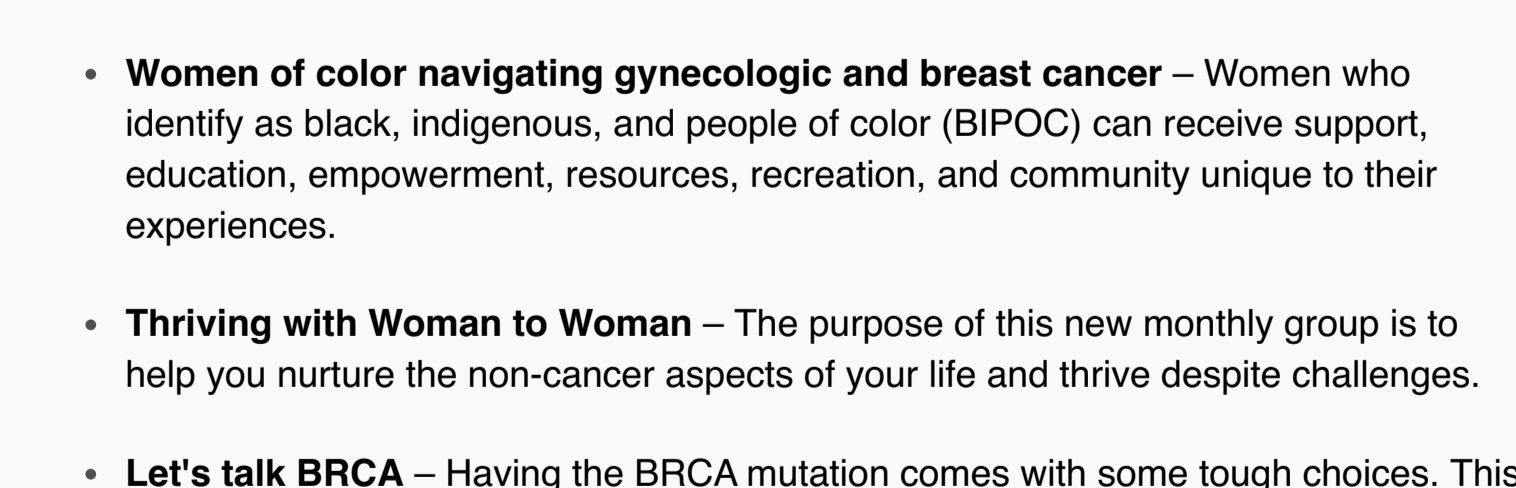 • Women of color navigating gynecologic and breast cancer – Women who
identify as black, indigenous, and people of color (BIPOC) can receive support,
education, empowerment, resources, recreation, and community unique to their
experiences.
• Thriving with Woman to Woman – The purpose of this new monthly group is to
help you nurture the non-cancer aspects of your life and thrive despite challenges.
• Let's talk BRCA – Having the BRCA mutation comes with some tough choices. This